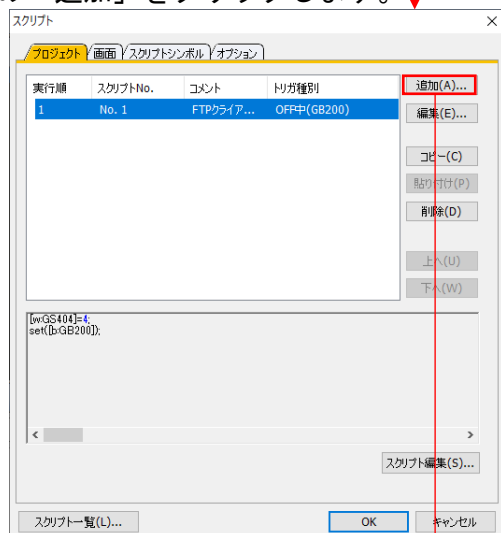 追加」をクリックします。
スクリプト
プロジェクト 画面 スクリプトシンボル オプション
実行順 スクリプトNo. コメント トリガ種別
1 No. 1 FTPクライア... OFF中(GB200)
追加(A)...
編集(E)...
コピー(C)
貼り付け(P)
削除(D)
上へ(U)
下へ(W)
[w:GS404]=4;
set([b:GB200]);
スクリプト編集(S)...
スクリプト一覧(L)... OK キャンセル